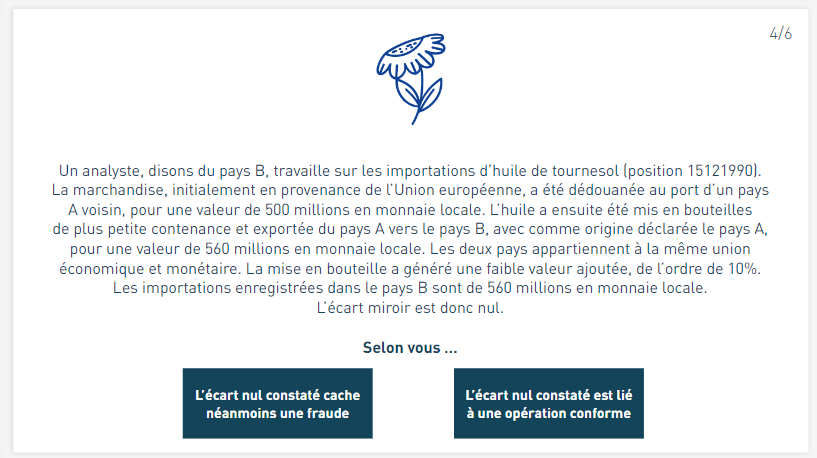 4/6
Un analyste, disons du pays B, travaille sur les importations d'huile de tournesol (position 15121990).
La marchandise, initialement en provenance de l'Union européenne, a été dédouanée au port d'un pays
A voisin, pour une valeur de 500 millions en monnaie locale. L'huile a ensuite été mis en bouteilles
de plus petite contenance et exportée du pays A vers le pays B, avec comme origine déclarée le pays A,
pour une valeur de 560 millions en monnaie locale. Les deux pays appartiennent à la même union
économique et monétaire. La mise en bouteille a généré une faible valeur ajoutée, de l'ordre de 10%.
Les importations enregistrées dans le pays B sont de 560 millions en monnaie locale.
L'écart miroir est donc nul.
Selon vous ...
L'écart nul constaté cache
néanmoins une fraude
L'écart nul constaté est lié
à une opération conforme